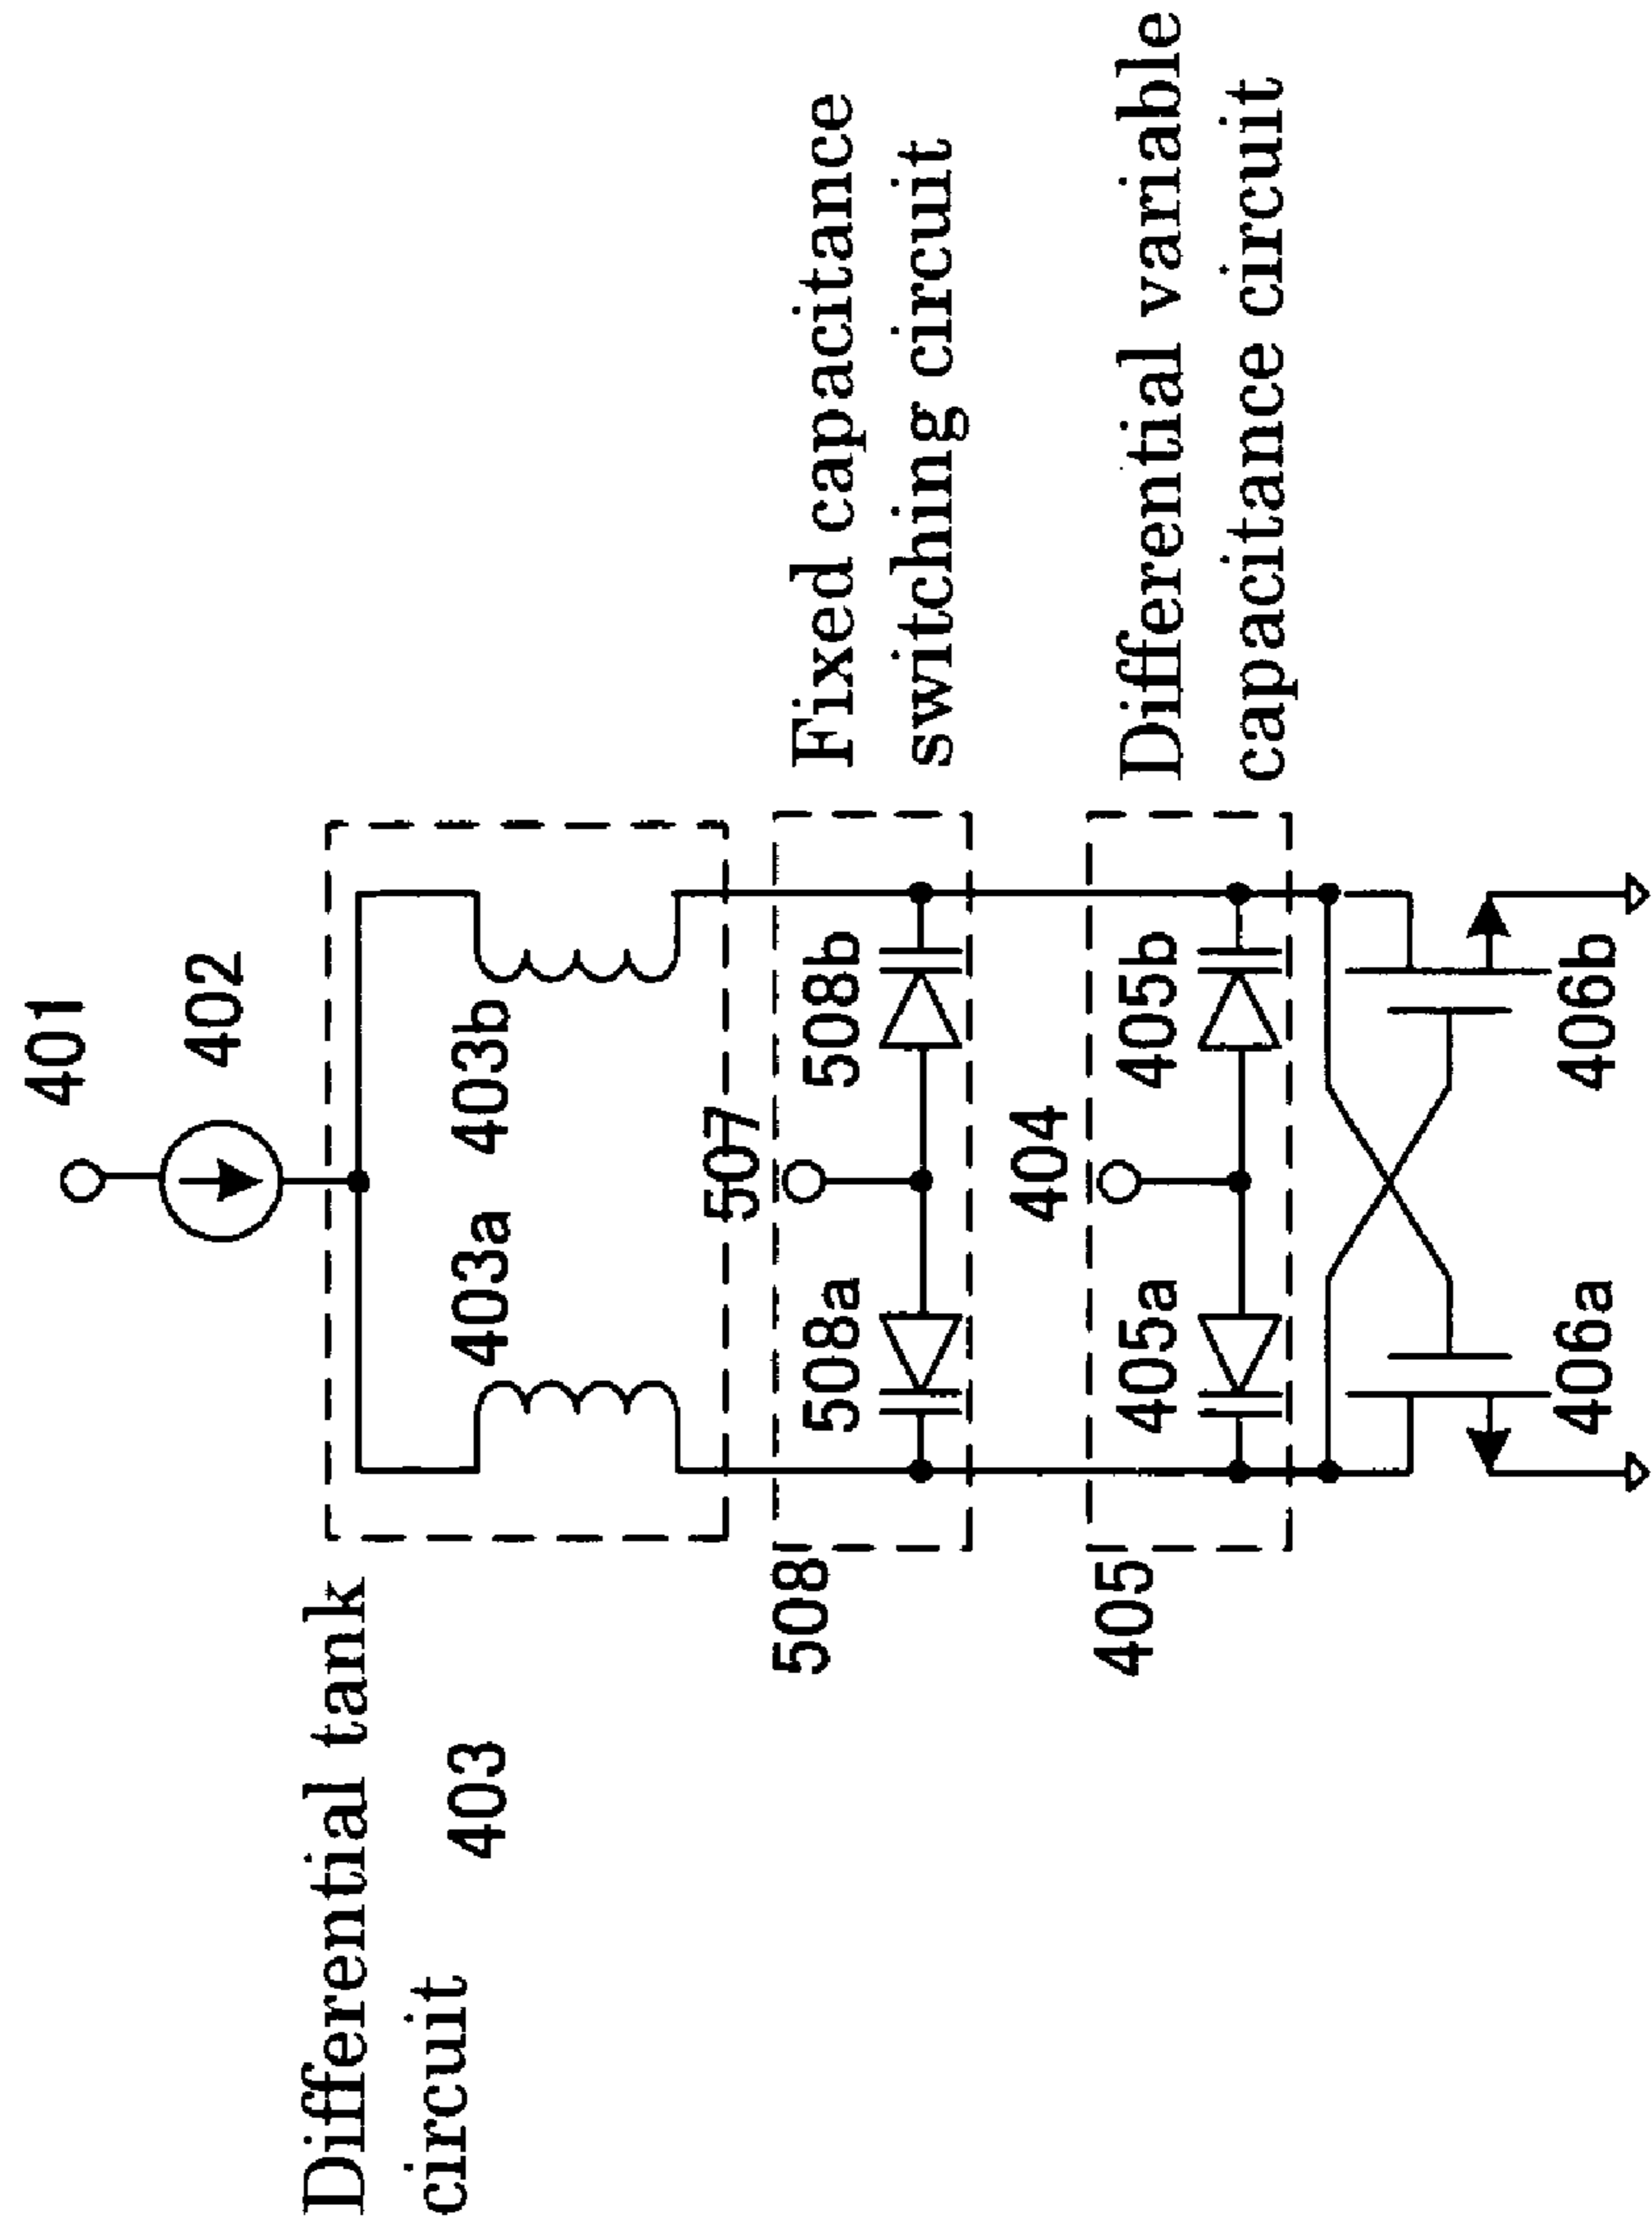 401
402
Differential tank
circuit
403
403a
403b
507
508
508a
508b
Fixed capacitance
switching circuit
404
405
405a
405b
Differential variable
capacitance circuit
406a
406b